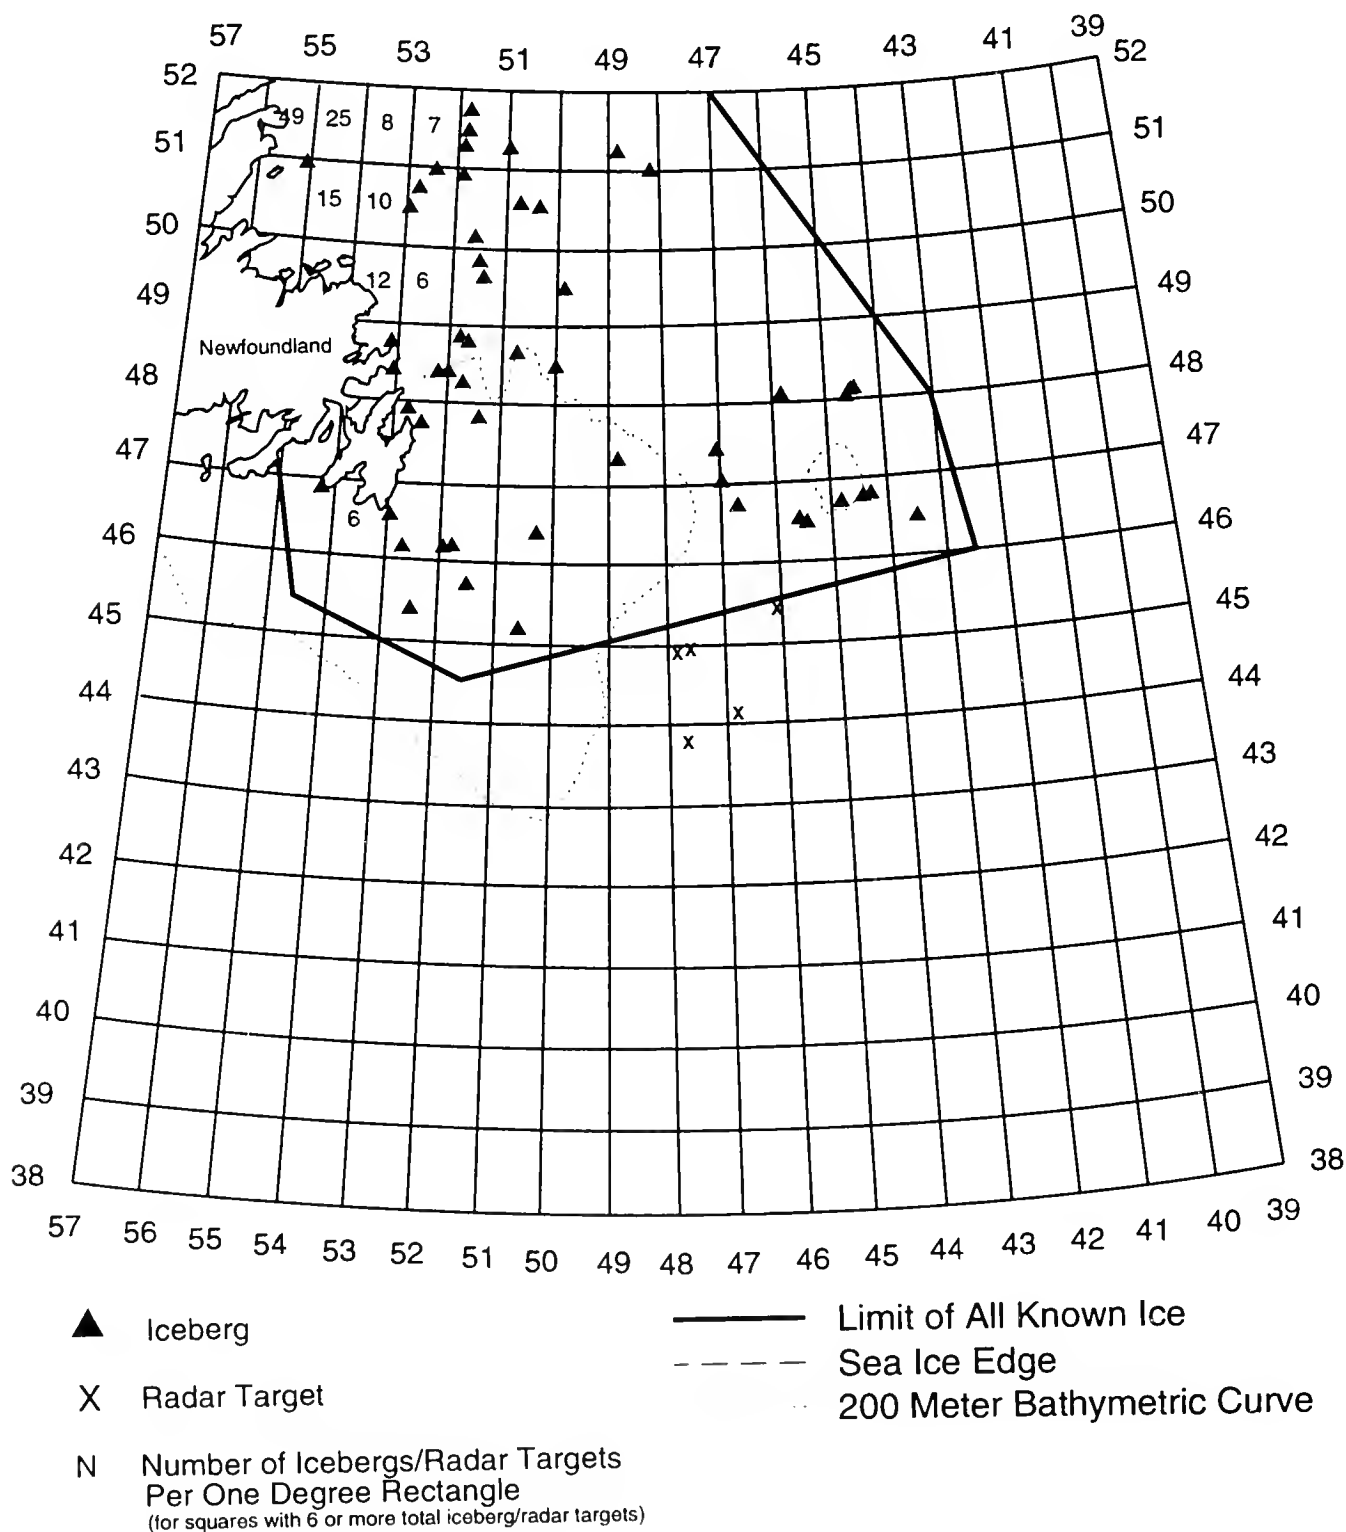 57 55 53 51 49 47 45 43 41 39
52 52
49 25 8 7
51 51
15 10
50 50
12 6
49 49
Newfoundland
48 48
47 47
6
46 46
45 45
x
x x
44 44
x
x
43 43
42 42
41 41
40 40
39 39
38 38
57 56 55 54 53 52 51 50 49 48 47 46 45 44 43 42 41 40 39
Iceberg
X Radar Target
N Number of Icebergs/Radar Targets
Per One Degree Rectangle
(for squares with 6 or more total iceberg/radar targets)
Limit of All Known Ice
Sea Ice Edge
200 Meter Bathymetric Curve